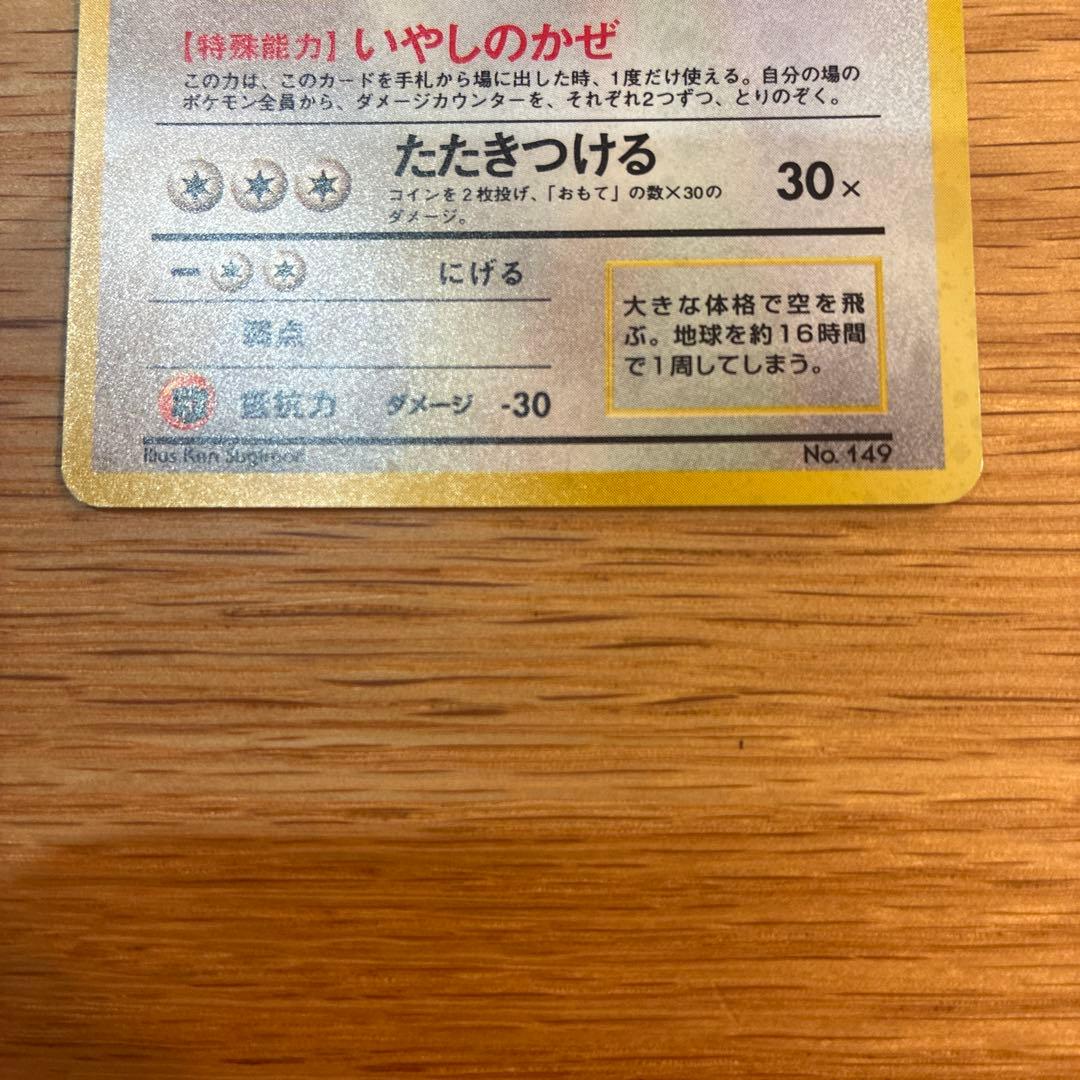 【特殊能力】いやしのかぜ
この力は、このカードを手札から場に出した時、1度だけ使える。自分の場の
ポケモン全員から、ダメージカウンターを、それぞれ2つずつ、とりのぞく。
たたきつける
30×
コインを2枚投げ、「おもて」の数×30の
ダメージ。
にげる
弱点
抵抗力 ダメージ -30
大きな体格で空を飛
ぶ。地球を約16時間
で1周してしまう。
Illus Ken Sugimori
No. 149